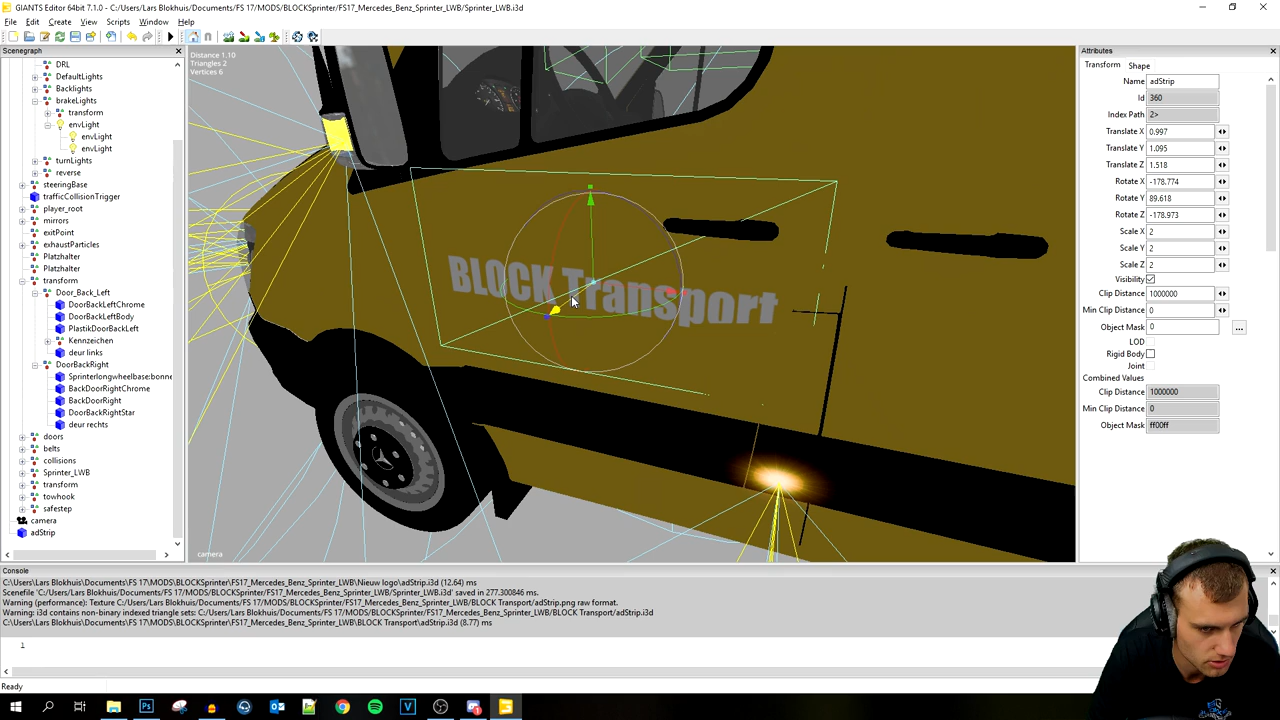 GIANTS Editor 64bit 7.1.0 - C:/Users/Lars Blokhuis/Documents/FS 17/MODS/BLOCKSprinter/FS17_Mercedes_Benz_Sprinter_LWB/Sprinter_LWB.i3d
File Edit Create View Scripts Window Help
Scenegraph
DRL
DefaultLights
Backlights
brakeLights
transform
envLight
envLight
envLight
turnLights
reverse
steeringBase
trafficCollisionTrigger
player_root
mirrors
exitPoint
exhaustParticles
Platzhalter
Platzhalter
transform
Door_Back_Left
DoorBackLeftChrome
DoorBackLeftBody
PlastikDoorBackLeft
Kennzeichen
deur links
DoorBackRight
Sprinterlongwheelbase:bonne
BackDoorRightChrome
BackDoorRight
DoorBackRightStar
deur rechts
doors
belts
collisions
Sprinter_LWB
transform
towhook
safestep
camera
adStrip
Distance 1.10
Triangles 2
Vertices 6
BLOCK Transport
camera
Attributes
Transform Shape
Name adStrip
Id 360
Index Path 2>
Translate X 0.997
Translate Y 1.095
Translate Z 1.518
Rotate X -178.774
Rotate Y 89.618
Rotate Z -178.973
Scale X 2
Scale Y 2
Scale Z 2
Visibility
Clip Distance 1000000
Min Clip Distance 0
Object Mask 0 ...
LOD
Rigid Body
Joint
Combined Values
Clip Distance 1000000
Min Clip Distance 0
Object Mask ff00ff
Console
C:\Users\Lars Blokhuis\Documents\FS 17\MODS\BLOCKSprinter\FS17_Mercedes_Benz_Sprinter_LWB\Nieuw logo\adStrip.i3d (12.64) ms
Scenefile 'C:/Users/Lars Blokhuis/Documents/FS 17/MODS/BLOCKSprinter/FS17_Mercedes_Benz_Sprinter_LWB/Sprinter_LWB.i3d' saved in 277.300846 ms.
Warning (performance): Texture C:/Users/Lars Blokhuis/Documents/FS 17/MODS/BLOCKSprinter/FS17_Mercedes_Benz_Sprinter_LWB/BLOCK Transport/adStrip.png raw format.
Warning: i3d contains non-binary indexed triangle sets: C:/Users/Lars Blokhuis/Documents/FS 17/MODS/BLOCKSprinter/FS17_Mercedes_Benz_Sprinter_LWB/BLOCK Transport/adStrip.i3d
C:\Users\Lars Blokhuis\Documents\FS 17\MODS\BLOCKSprinter\FS17_Mercedes_Benz_Sprinter_LWB\BLOCK Transport\adStrip.i3d (8.77) ms
1
Ready